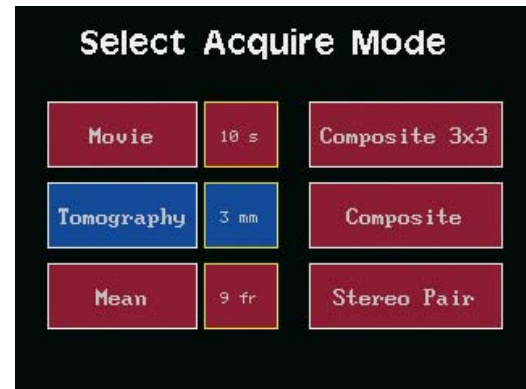 Select Acquire Mode
Movie 10 s Composite 3x3
Tomography 3 mm Composite
Mean 9 fr Stereo Pair